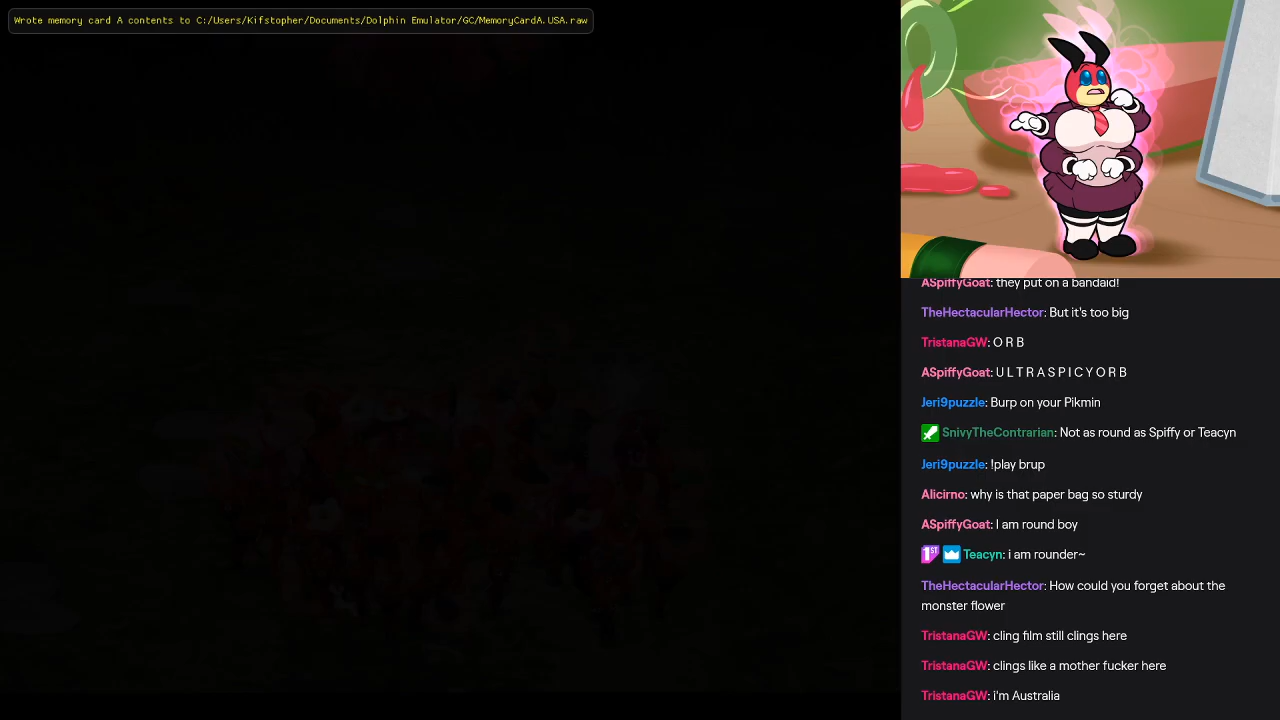 Wrote memory card A contents to C:/Users/Kifstopher/Documents/Dolphin Emulator/GC/MemoryCardA.USA.raw
ASpiffyGoat: they put on a bandaid!
TheHectacularHector: But it's too big
TristanaGW: O R B
ASpiffyGoat: U L T R A S P I C Y O R B
Jeri9puzzle: Burp on your Pikmin
SnivyTheContrarian: Not as round as Spiffy or Teacyn
Jeri9puzzle: !play brup
Alicirno: why is that paper bag so sturdy
ASpiffyGoat: I am round boy
1ST Teacyn: i am rounder~
TheHectacularHector: How could you forget about the
monster flower
TristanaGW: cling film still clings here
TristanaGW: clings like a mother fucker here
TristanaGW: i'm Australia